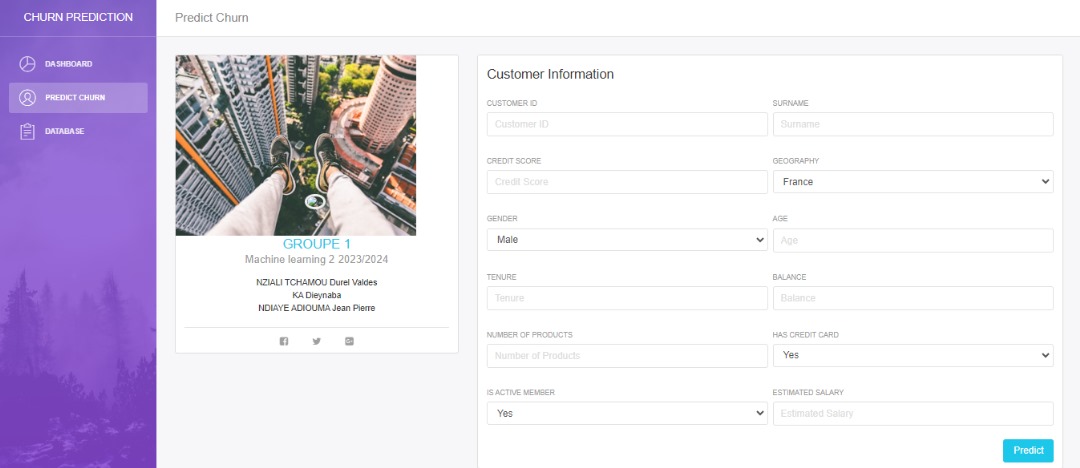 CHURN PREDICTION
DASHBOARD
PREDICT CHURN
DATABASE
Predict Churn
GROUPE 1
Machine learning 2 2023/2024
NZIALI TCHAMOU Durel Valdes
KA Dieynaba
NDIAYE ADIOUMA Jean Pierre
Customer Information
CUSTOMER ID
Customer ID
SURNAME
Surname
CREDIT SCORE
Credit Score
GEOGRAPHY
France
GENDER
Male
AGE
Age
TENURE
Tenure
BALANCE
Balance
NUMBER OF PRODUCTS
Number of Products
HAS CREDIT CARD
Yes
IS ACTIVE MEMBER
Yes
ESTIMATED SALARY
Estimated Salary
Predict